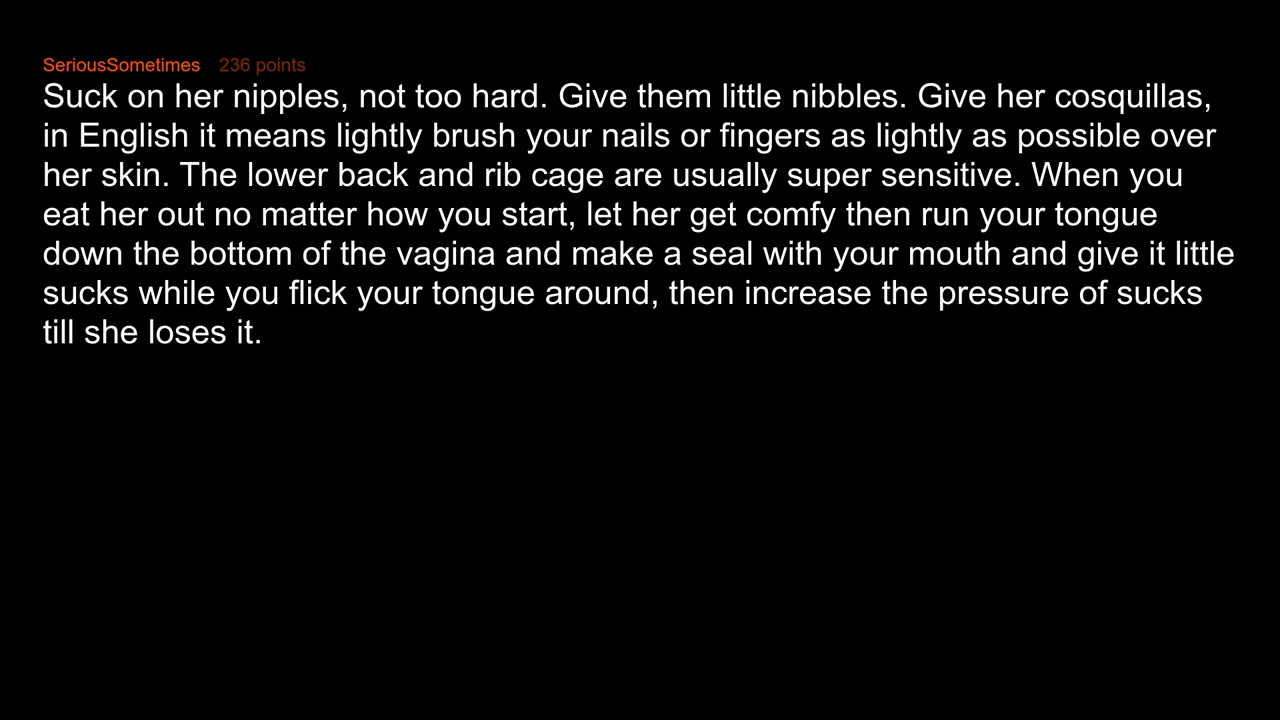 SeriousSometimes 236 points
Suck on her nipples, not too hard. Give them little nibbles. Give her cosquillas,
in English it means lightly brush your nails or fingers as lightly as possible over
her skin. The lower back and rib cage are usually super sensitive. When you
eat her out no matter how you start, let her get comfy then run your tongue
down the bottom of the vagina and make a seal with your mouth and give it little
sucks while you flick your tongue around, then increase the pressure of sucks
till she loses it.